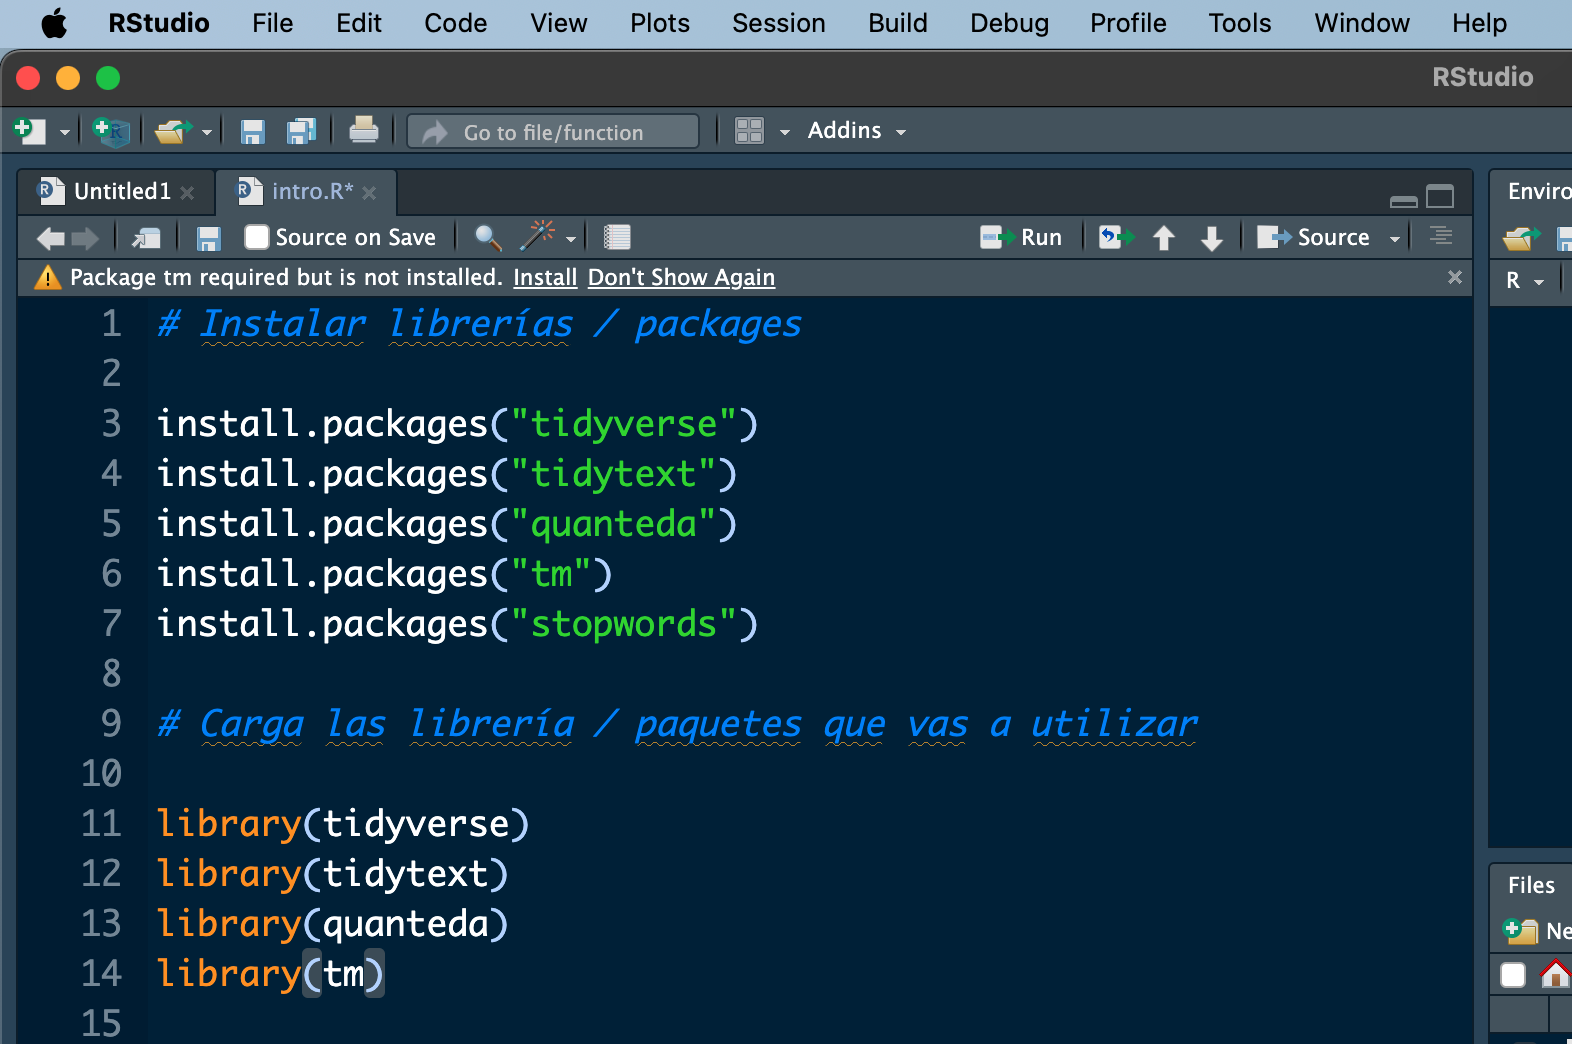 RStudio File Edit Code View Plots Session Build Debug Profile Tools Window Help
RStudio
Go to file/function Addins
Untitled1 intro.R*
Source on Save Run Source
Package tm required but is not installed. Install Don't Show Again
1 # Instalar librerías / packages
2
3 install.packages("tidyverse")
4 install.packages("tidytext")
5 install.packages("quanteda")
6 install.packages("tm")
7 install.packages("stopwords")
8
9 # Carga las librería / paquetes que vas a utilizar
10
11 library(tidyverse)
12 library(tidytext)
13 library(quanteda)
14 library(tm)
15
Enviro
R
Files
Ne